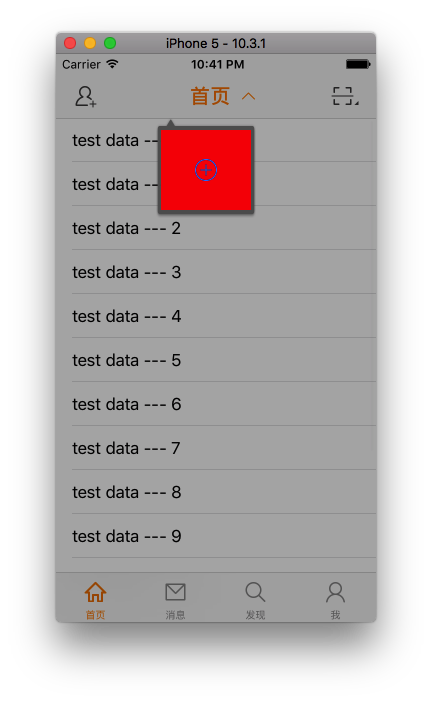 iPhone 5 - 10.3.1
Carrier 10:41 PM
首页
test data --
test data --
test data --- 2
test data --- 3
test data --- 4
test data --- 5
test data --- 6
test data --- 7
test data --- 8
test data --- 9
首页 消息 发现 我